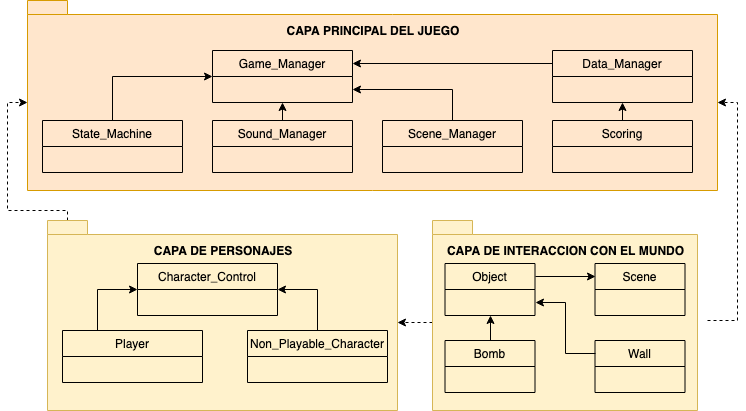 CAPA PRINCIPAL DEL JUEGO
Game_Manager
Data_Manager
State_Machine
Sound_Manager
Scene_Manager
Scoring
CAPA DE PERSONAJES
Character_Control
Player
Non_Playable_Character
CAPA DE INTERACCION CON EL MUNDO
Object
Scene
Bomb
Wall